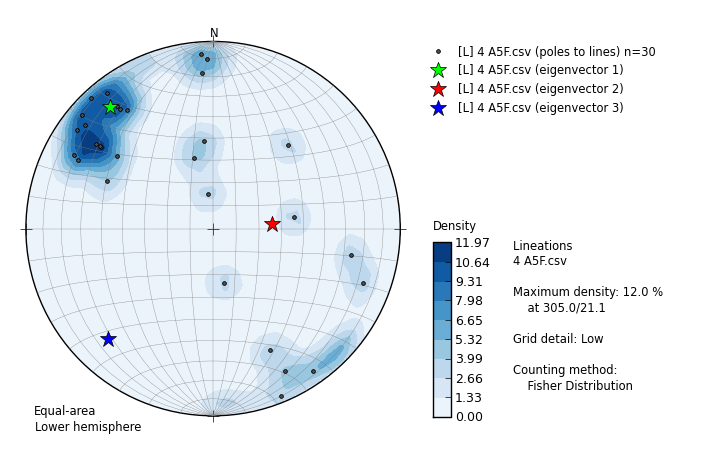 N
[L] 4 A5F.csv (poles to lines) n=30
[L] 4 A5F.csv (eigenvector 1)
[L] 4 A5F.csv (eigenvector 2)
[L] 4 A5F.csv (eigenvector 3)
Density
11.97
10.64
9.31
7.98
6.65
5.32
3.99
2.66
1.33
0.00
Lineations
4 A5F.csv
Maximum density: 12.0 %
at 305.0/21.1
Grid detail: Low
Counting method:
Fisher Distribution
Equal-area
Lower hemisphere